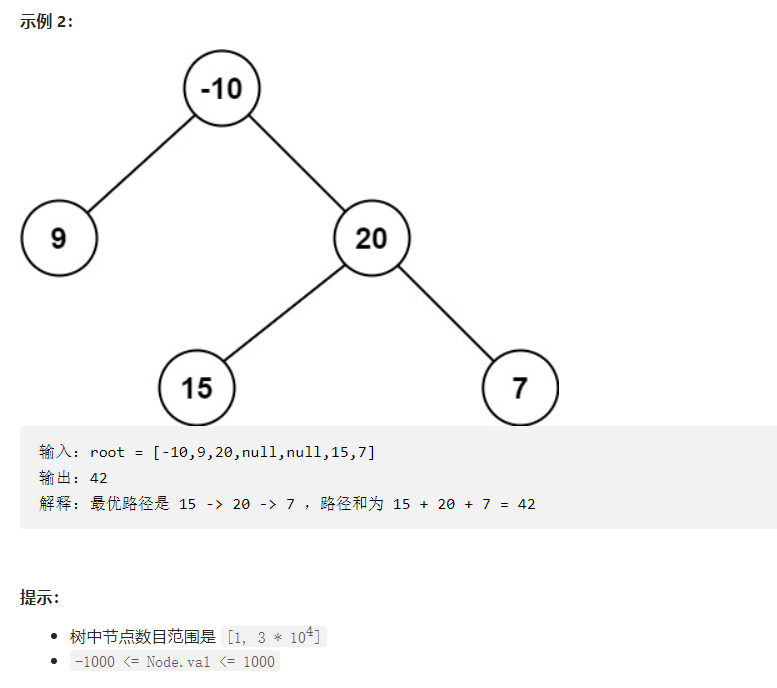 示例 2：
-10
9
20
15
7
输入：root = [-10,9,20,null,null,15,7]
输出：42
解释：最优路径是 15 -> 20 -> 7 ，路径和为 15 + 20 + 7 = 42
提示：
树中节点数目范围是 [1, 3 * 10⁴]
-1000 <= Node.val <= 1000